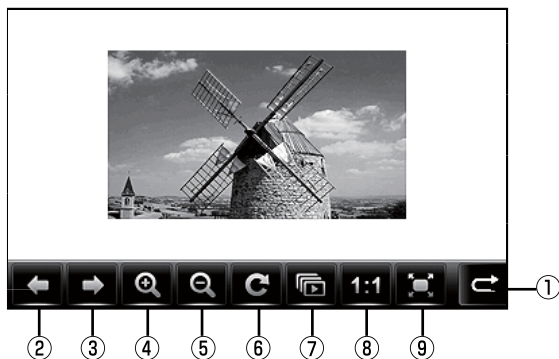 1:1
①
② ③ ④ ⑤ ⑥ ⑦ ⑧ ⑨